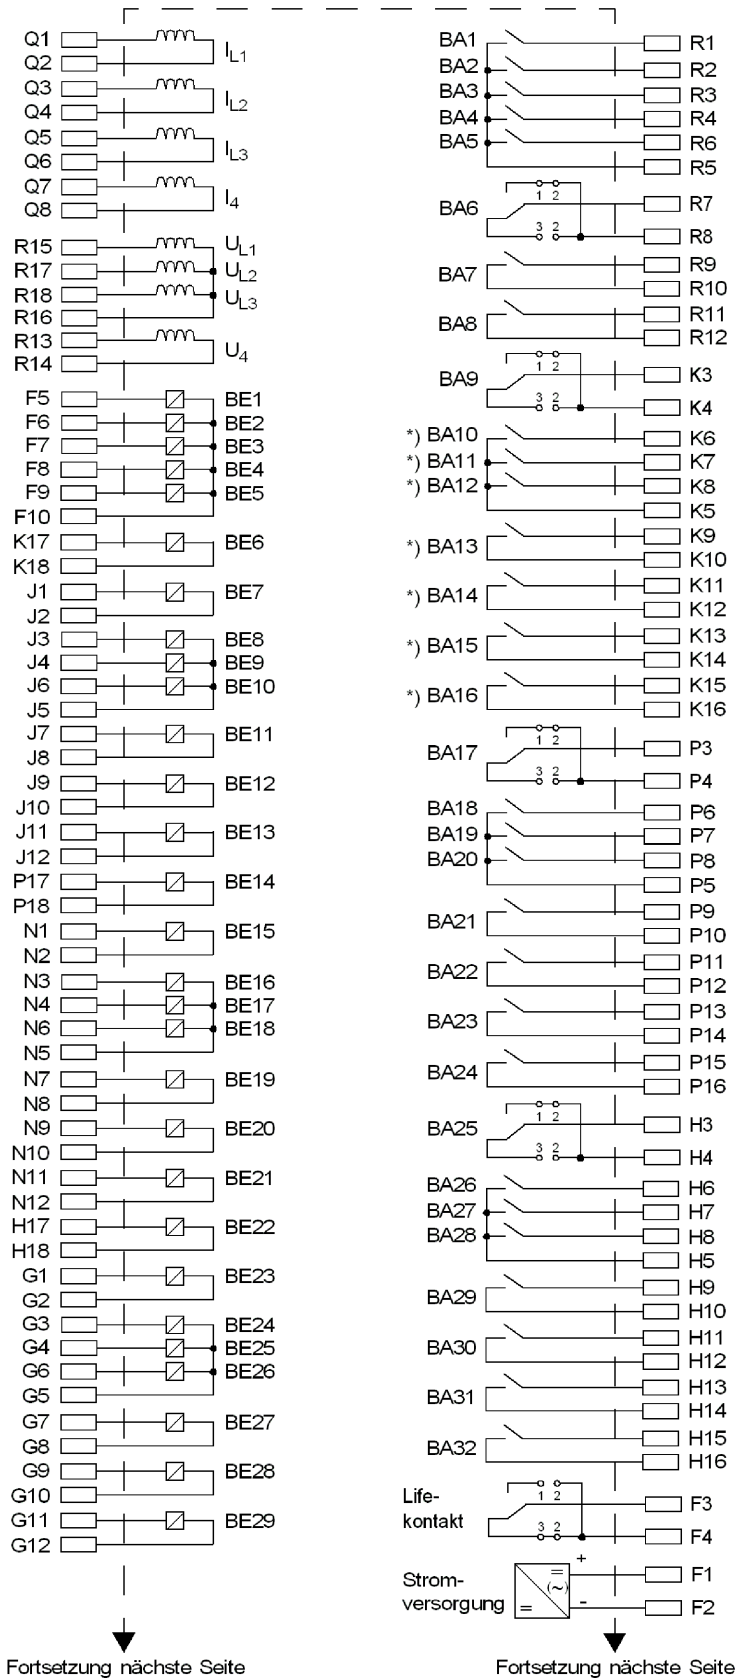 Q1
Q2
I_L1
Q3
Q4
I_L2
Q5
Q6
I_L3
Q7
Q8
I_4
R15 U_L1
R17 U_L2
R18 U_L3
R16
R13
R14
U_4
F5 BE1
F6 BE2
F7 BE3
F8 BE4
F9 BE5
F10
K17 BE6
K18
J1 BE7
J2
J3 BE8
J4 BE9
J6 BE10
J5
J7 BE11
J8
J9 BE12
J10
J11 BE13
J12
P17 BE14
P18
N1 BE15
N2
N3 BE16
N4 BE17
N6 BE18
N5
N7 BE19
N8
N9 BE20
N10
N11 BE21
N12
H17 BE22
H18
G1 BE23
G2
G3 BE24
G4 BE25
G6 BE26
G5
G7 BE27
G8
G9 BE28
G10
G11 BE29
G12
Fortsetzung nächste Seite
BA1 R1
BA2 R2
BA3 R3
BA4 R4
BA5 R6
R5
1 2
R7
BA6
3 2
R8
R9
BA7
R10
R11
BA8
R12
1 2
BA9 K3
3 2
K4
*) BA10 K6
*) BA11 K7
*) BA12 K8
K5
K9
*) BA13
K10
K11
*) BA14
K12
K13
*) BA15
K14
K15
*) BA16
K16
1 2
BA17 P3
3 2
P4
BA18 P6
BA19 P7
BA20 P8
P5
P9
BA21
P10
P11
BA22
P12
P13
BA23
P14
P15
BA24
P16
1 2
BA25 H3
3 2
H4
BA26 H6
BA27 H7
BA28 H8
H5
H9
BA29
H10
H11
BA30
H12
H13
BA31
H14
H15
BA32
H16
1 2
Life- F3
kontakt 3 2
F4
+
Strom- = F1
(~)
versorgung = - F2
Fortsetzung nächste Seite